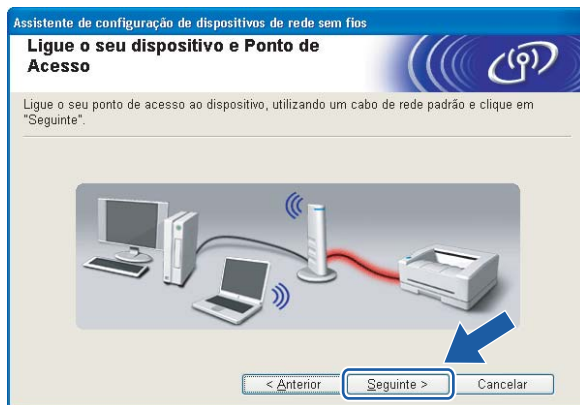 Assistente de configuração de dispositivos de rede sem fios
Ligue o seu dispositivo e Ponto de
Acesso
Ligue o seu ponto de acesso ao dispositivo, utilizando um cabo de rede padrão e clique em
"Seguinte".
< Anterior
Seguinte >
Cancelar